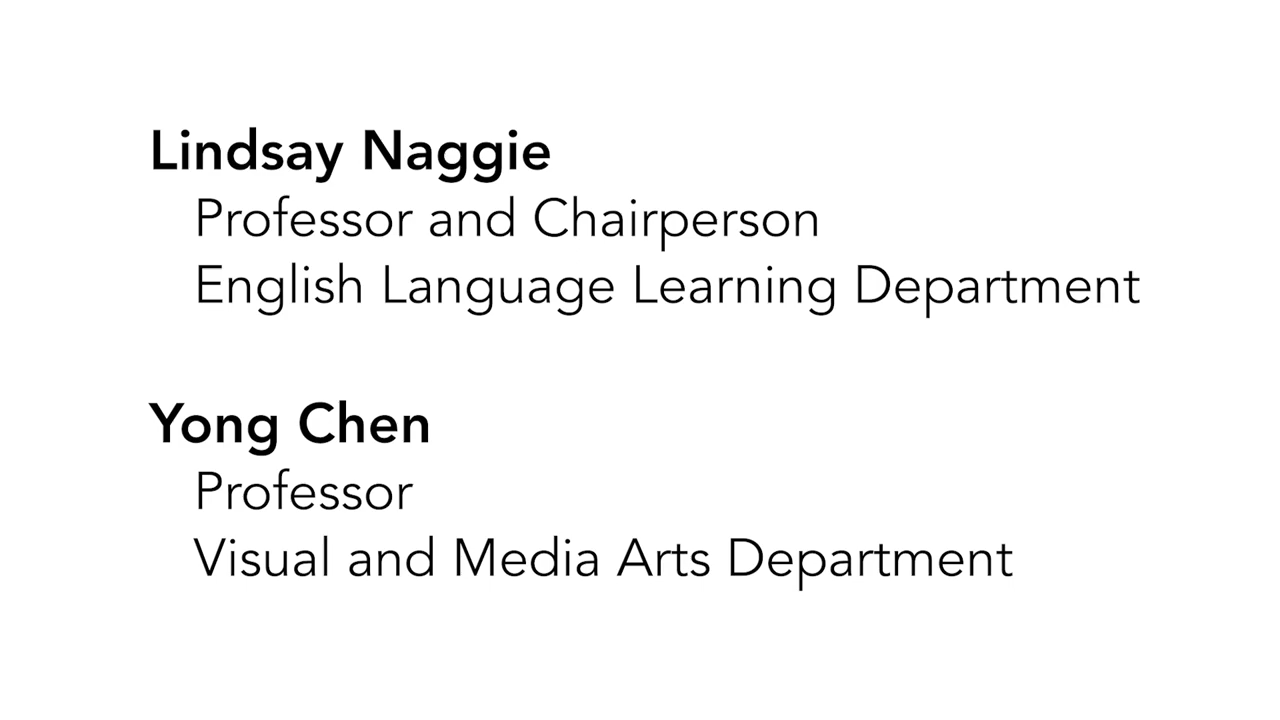 Lindsay Naggie
Professor and Chairperson
English Language Learning Department
Yong Chen
Professor
Visual and Media Arts Department